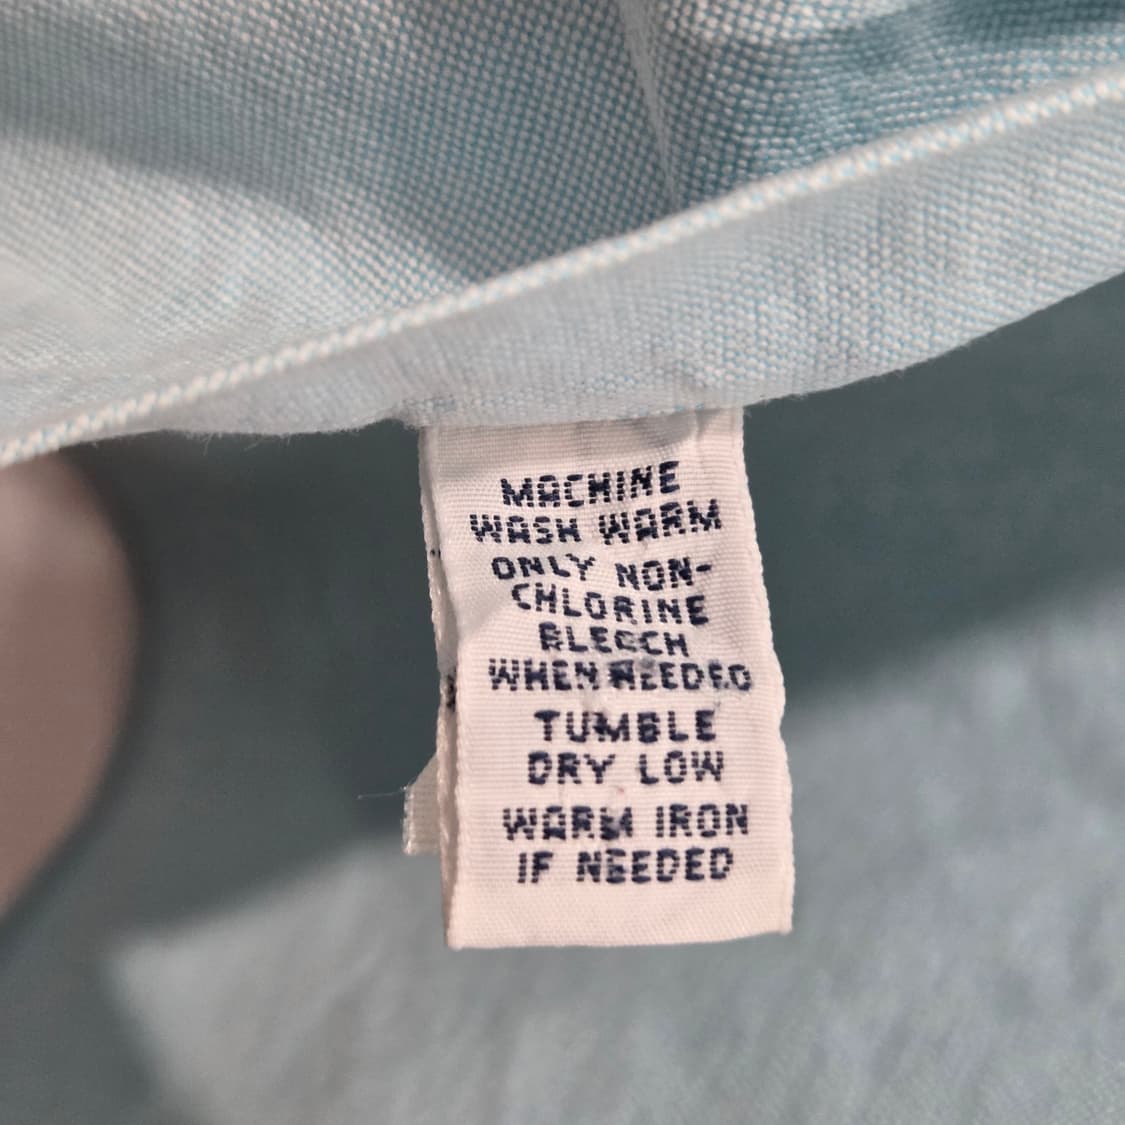 MACHINE
WASH WARM
ONLY NON-
CHLORINE
BLEACH
WHEN NEEDED
TUMBLE
DRY LOW
WARM IRON
IF NEEDED